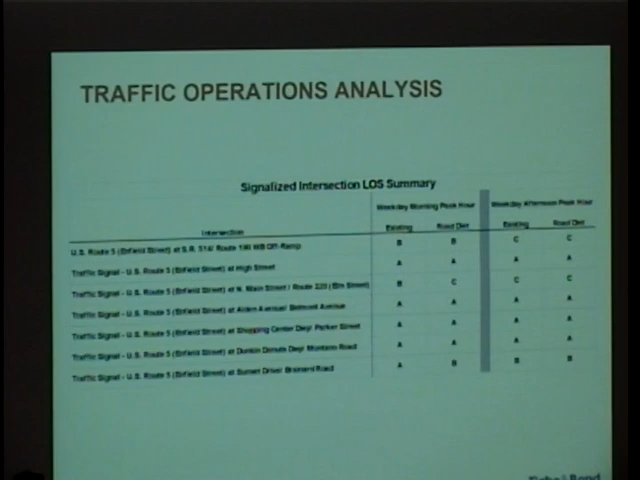 TRAFFIC OPERATIONS ANALYSIS
Signalized Intersection LOS Summary
Weekday Morning Peak Hour Weekday Afternoon Peak Hour
Intersection Existing Road Diet Existing Road Diet
U.S. Route 5 (Enfield Street) at S.R. 514/ Route 190 WB Off-Ramp B B C C
Traffic Signal - U.S. Route 5 (Enfield Street) at High Street A A A A
Traffic Signal - U.S. Route 5 (Enfield Street) at N. Main Street / Route 220 (Elm Street) B C C C
Traffic Signal - U.S. Route 5 (Enfield Street) at Alden Avenue/ Belmont Avenue A A A A
Traffic Signal - U.S. Route 5 (Enfield Street) at Shopping Center Dwy/ Parker Street A A A A
Traffic Signal - U.S. Route 5 (Enfield Street) at Dunkin Donuts Dwy/ Montano Road A A A A
Traffic Signal - U.S. Route 5 (Enfield Street) at Sunset Drive/ Brainard Road A B B B